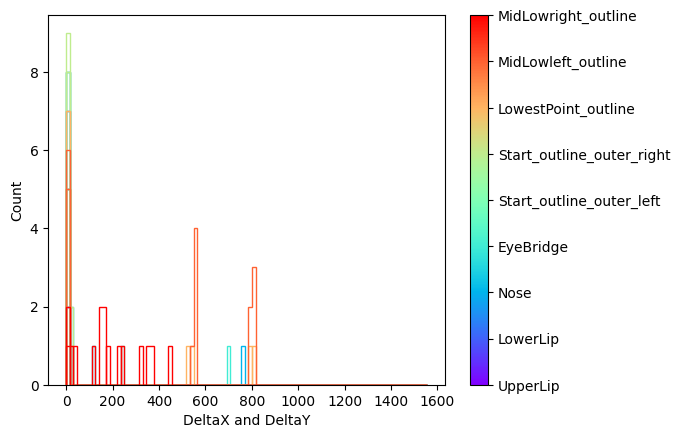 Count
8
6
4
2
0
0
200
400
600
800
1000
1200
1400
1600
DeltaX and DeltaY
MidLowright_outline
MidLowleft_outline
LowestPoint_outline
Start_outline_outer_right
Start_outline_outer_left
EyeBridge
Nose
LowerLip
UpperLip